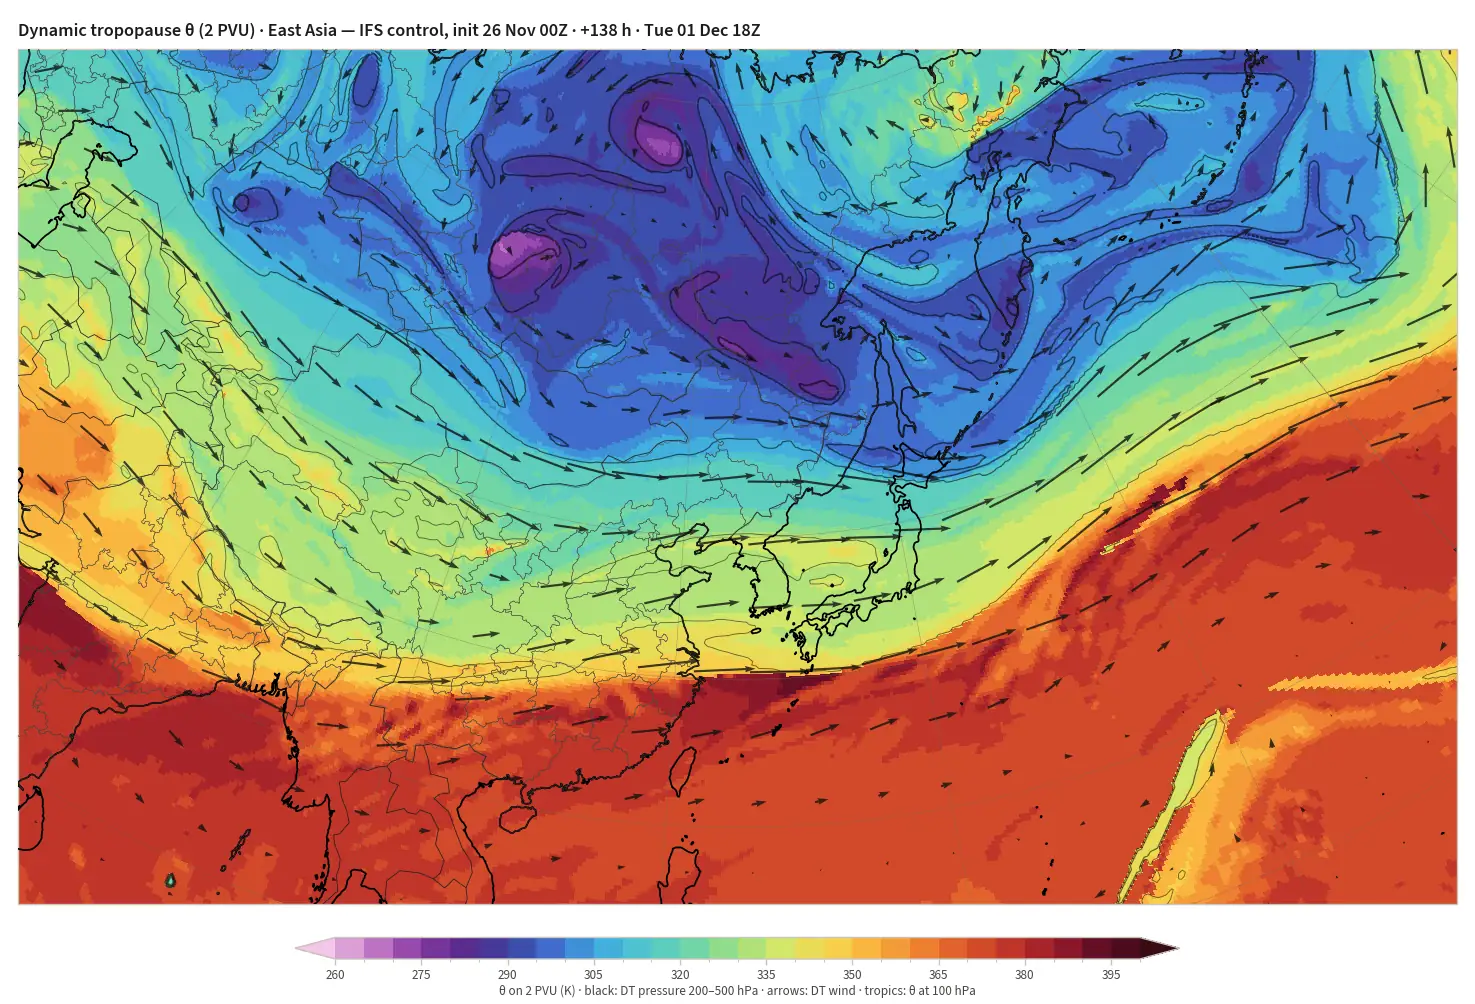 Dynamic tropopause θ (2 PVU) · East Asia — IFS control, init 26 Nov 00Z · +138 h · Tue 01 Dec 18Z
260 275 290 305 320 335 350 365 380 395
θ on 2 PVU (K) · black: DT pressure 200–500 hPa · arrows: DT wind · tropics: θ at 100 hPa